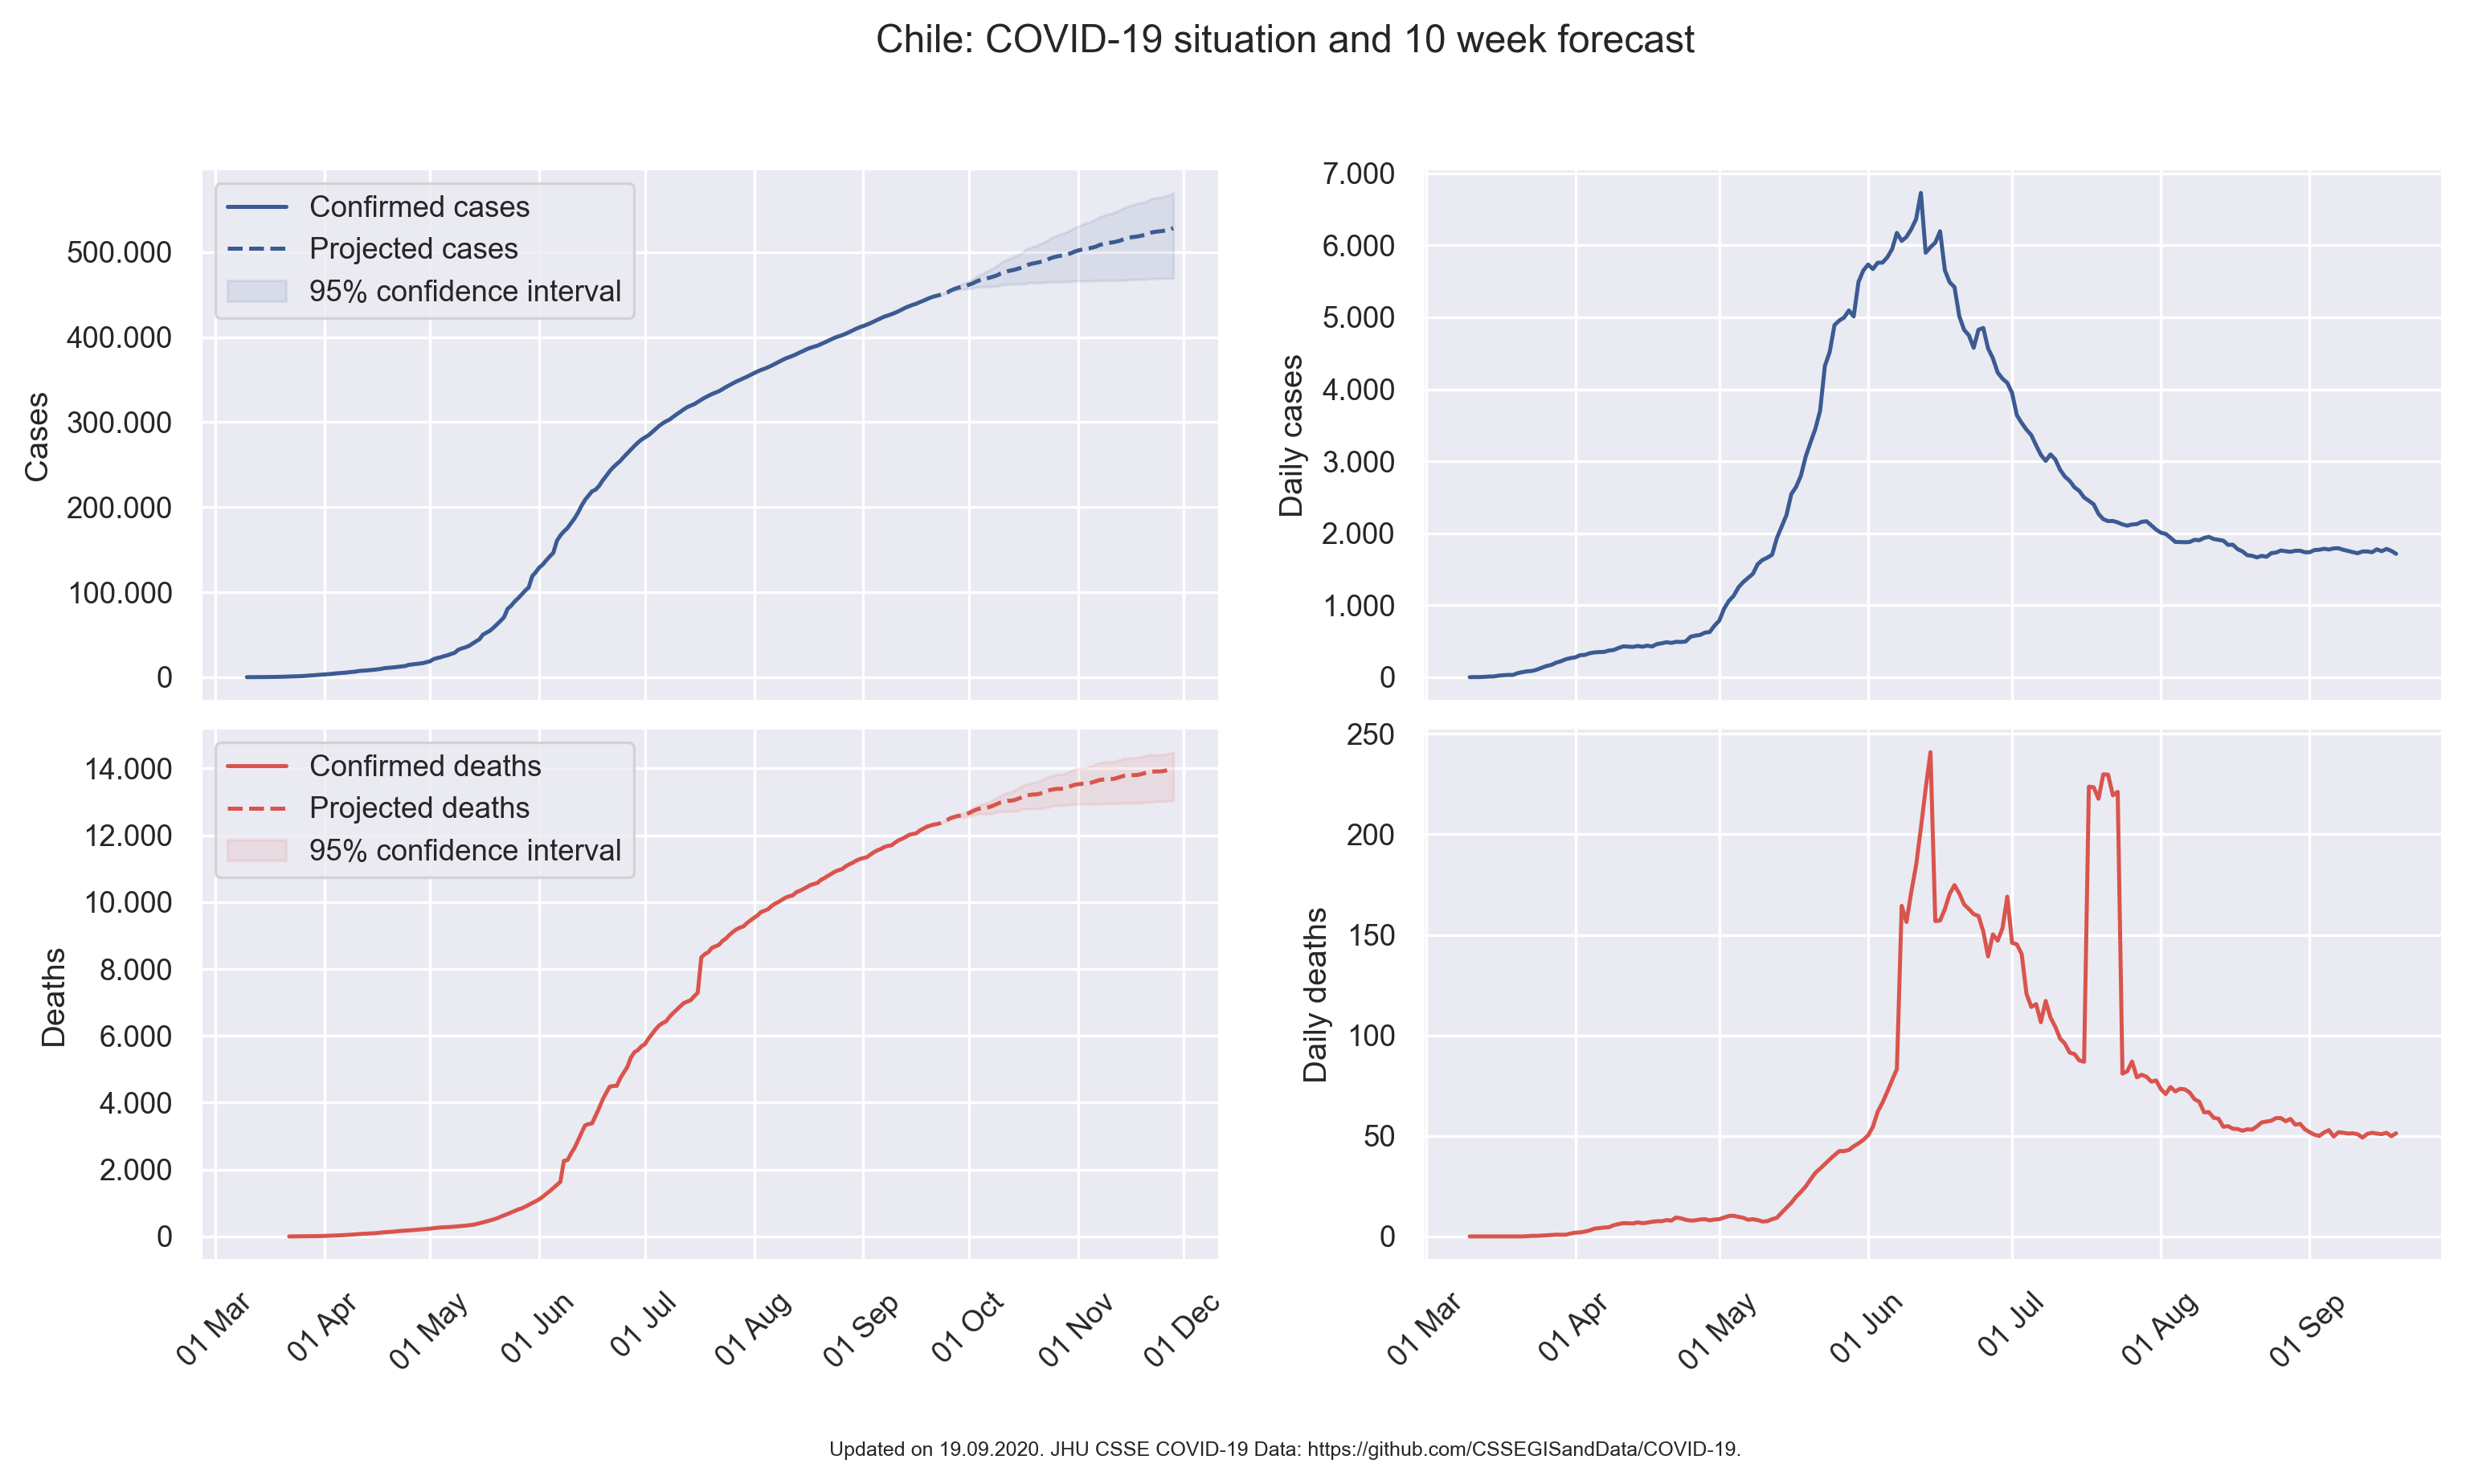 Chile: COVID-19 situation and 10 week forecast
Confirmed cases
Projected cases
95% confidence interval
Cases
500.000
400.000
300.000
200.000
100.000
0
Daily cases
7.000
6.000
5.000
4.000
3.000
2.000
1.000
0
Confirmed deaths
Projected deaths
95% confidence interval
Deaths
14.000
12.000
10.000
8.000
6.000
4.000
2.000
0
01 Mar
01 Apr
01 May
01 Jun
01 Jul
01 Aug
01 Sep
01 Oct
01 Nov
01 Dec
Daily deaths
250
200
150
100
50
0
01 Mar
01 Apr
01 May
01 Jun
01 Jul
01 Aug
01 Sep
Updated on 19.09.2020. JHU CSSE COVID-19 Data: https://github.com/CSSEGISandData/COVID-19.